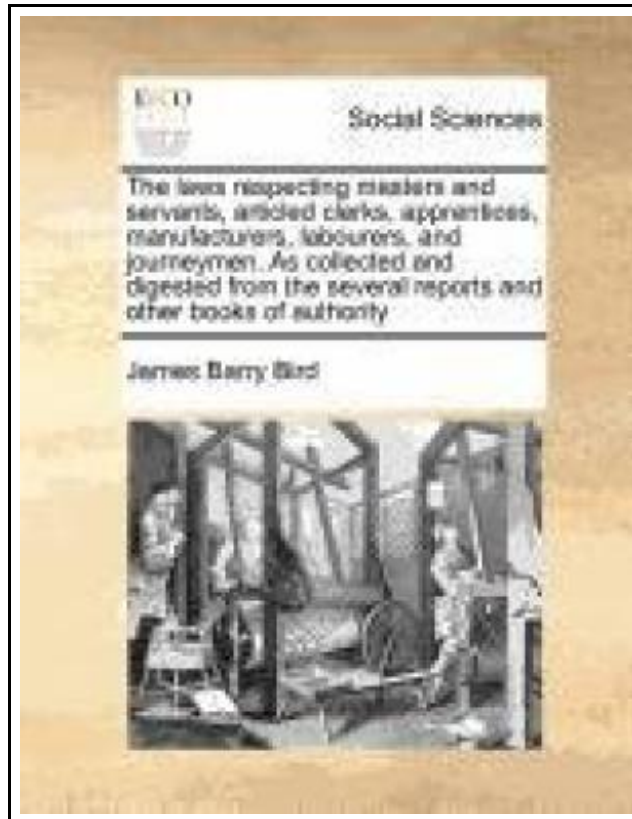 ECCO
Social Sciences
The laws respecting masters and
servants, articled clerks, apprentices,
manufacturers, labourers, and
journeymen. As collected and
digested from the several reports and
other books of authority
James Barry Bird